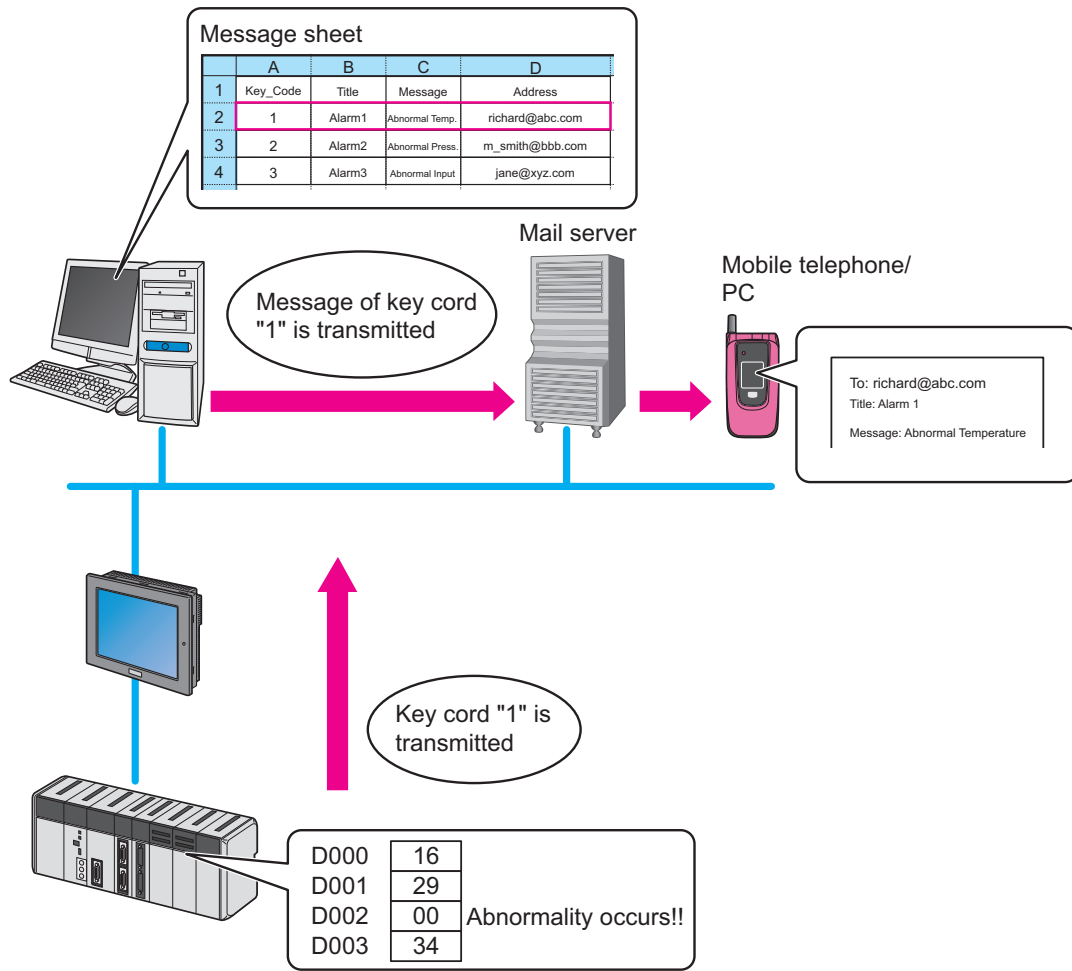 Message sheet
A B C D
1 Key_Code Title Message Address
2 1 Alarm1 Abnormal Temp. richard@abc.com
3 2 Alarm2 Abnormal Press. m_smith@bbb.com
4 3 Alarm3 Abnormal Input jane@xyz.com
Mail server
Mobile telephone/
PC
Message of key cord
"1" is transmitted
To: richard@abc.com
Title: Alarm 1
Message: Abnormal Temperature
Key cord "1" is
transmitted
D000 16
D001 29
D002 00 Abnormality occurs!!
D003 34